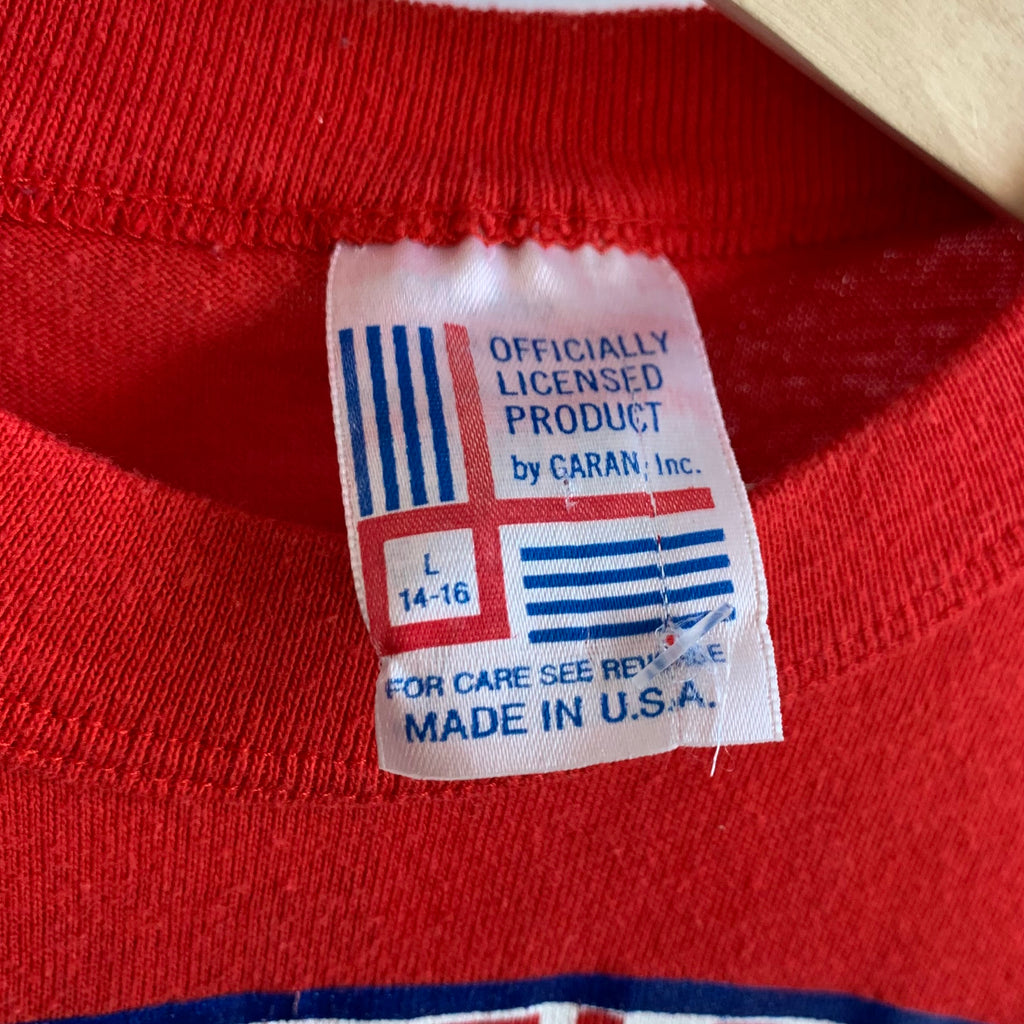 OFFICIALLY
LICENSED
PRODUCT
by GARAN, Inc.
L
14-16
FOR CARE SEE REVERSE
MADE IN U.S.A.